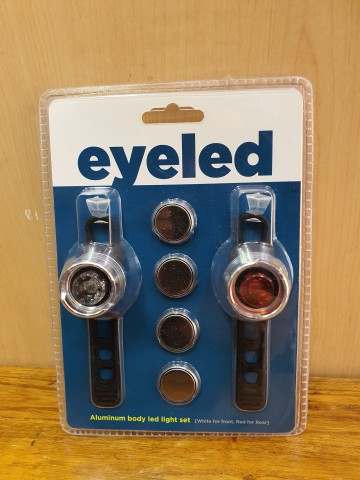 eyeled
Aluminum body led light set (White for front, Red for Rear)